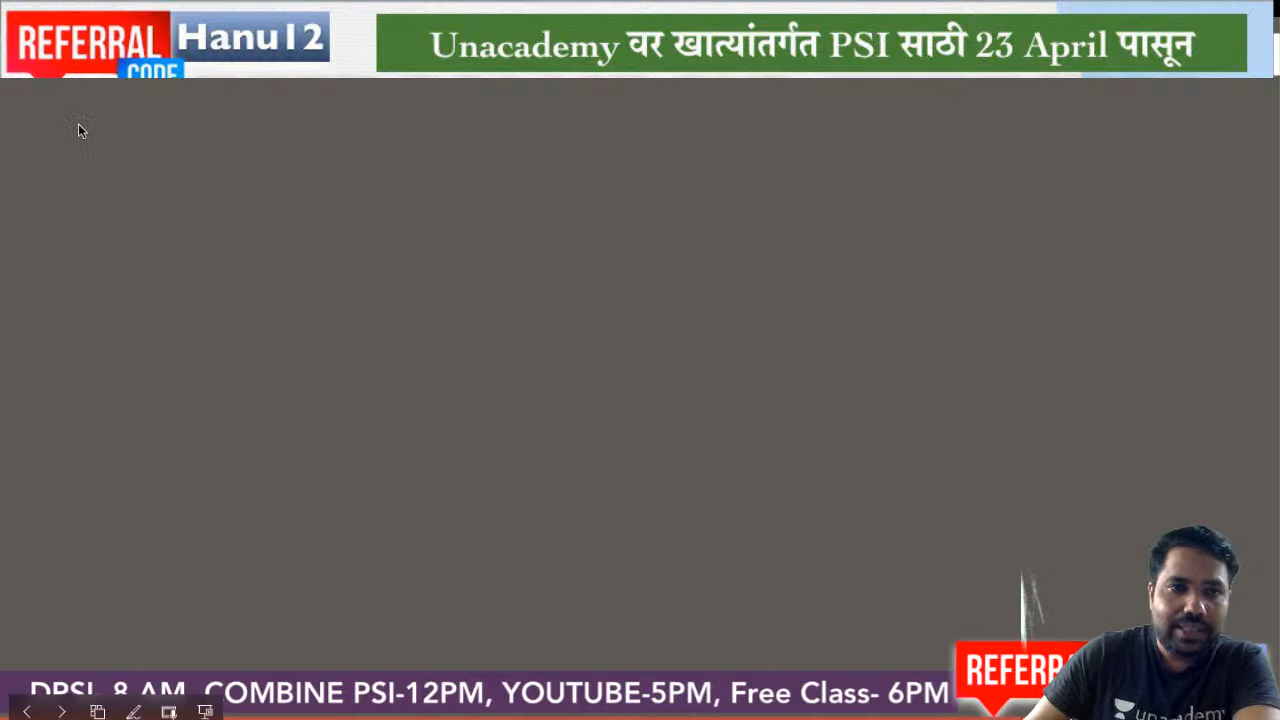 REFERRAL
CODE
Hanu12
Unacademy वर खात्यांतर्गत PSI साठी 23 April पासून
DPSI 8 AM, COMBINE PSI-12PM, YOUTUBE-5PM, Free Class- 6PM
REFERR
unacademy